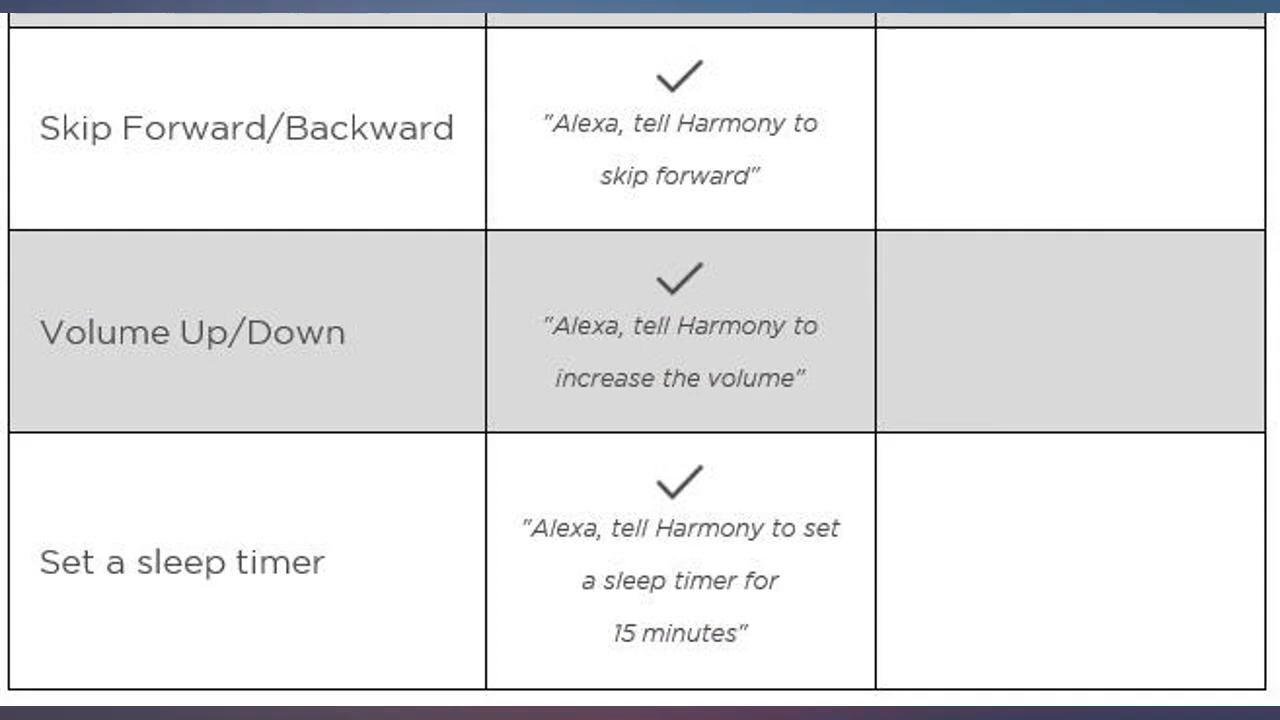 Skip Forward/Backward
"Alexa, tell Harmony to
skip forward"
Volume Up/Down
"Alexa, tell Harmony to
increase the volume"
Set a sleep timer
"Alexa, tell Harmony to set
a sleep timer for
15 minutes"